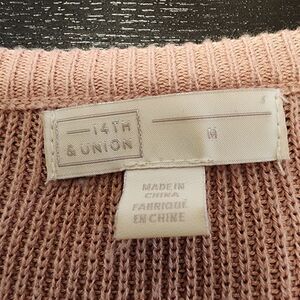 14TH
& UNION
M
MADE IN
CHINA
FABRIQUÉ
EN CHINE